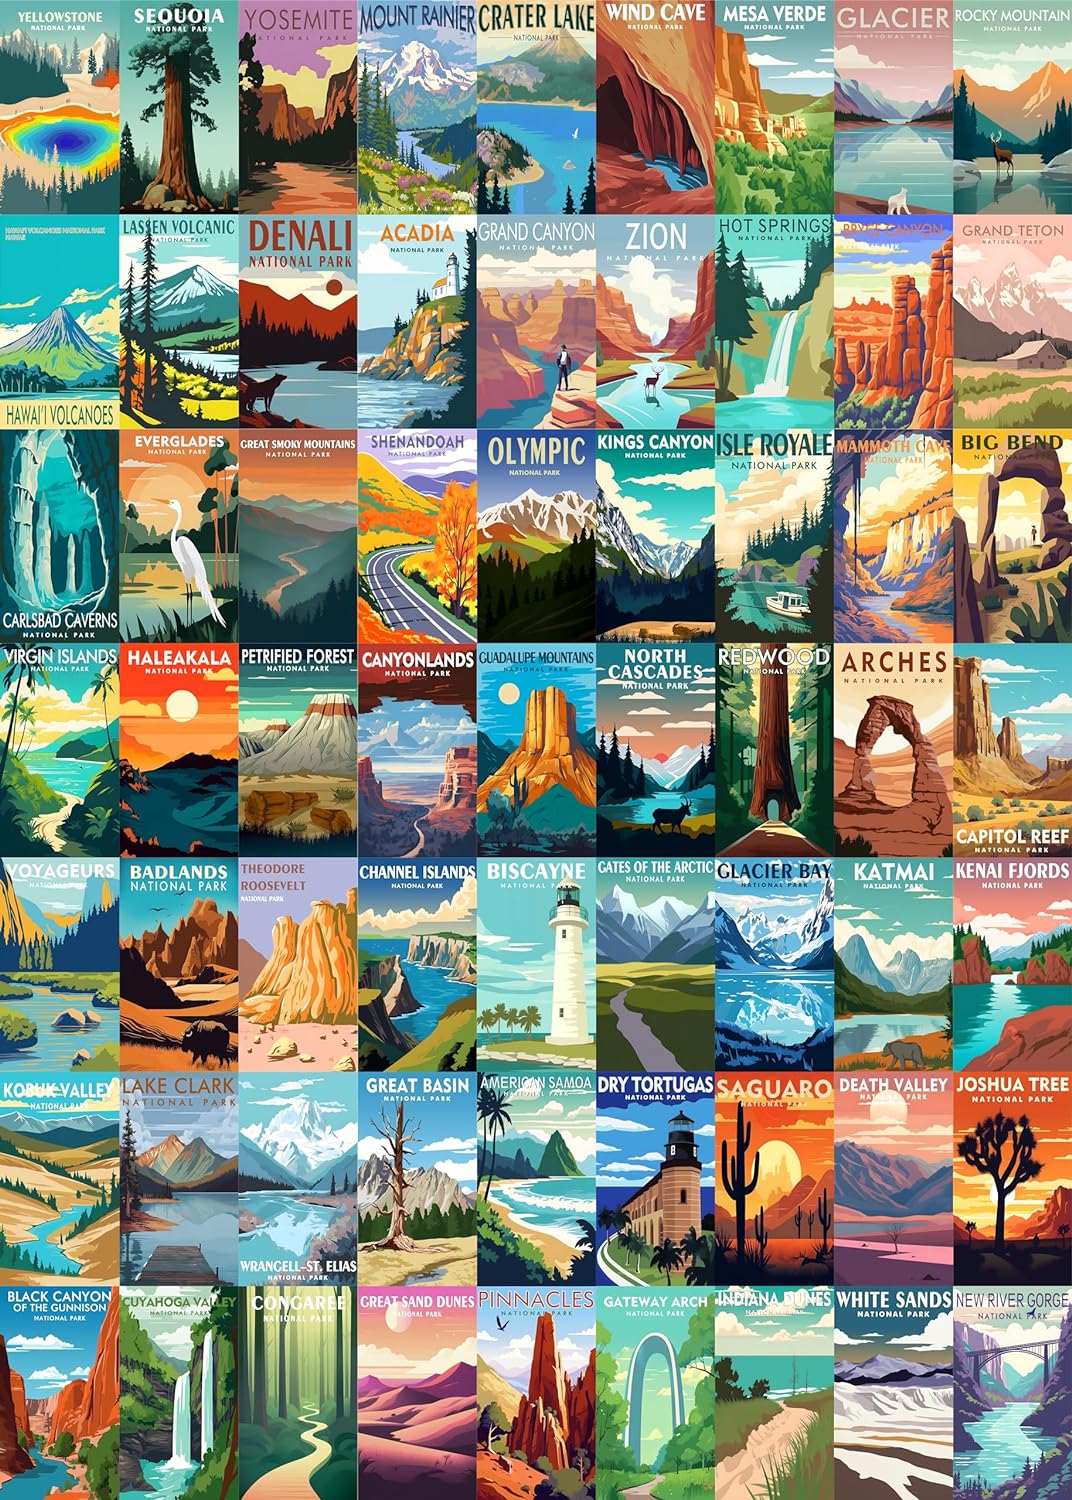 YELLOWSTONE
NATIONAL PARK
SEQUOIA
NATIONAL PARK
YOSEMITE
NATIONAL PARK
MOUNT RAINIER
NATIONAL PARK
CRATER LAKE
NATIONAL PARK
WIND CAVE
NATIONAL PARK
MESA VERDE
NATIONAL PARK
GLACIER
NATIONAL PARK
ROCKY MOUNTAIN
NATIONAL PARK
HAWAI'I VOLCANOES NATIONAL PARK
HAWAII
HAWAI'I VOLCANOES
LASSEN VOLCANIC
NATIONAL PARK
DENALI
NATIONAL PARK
ACADIA
NATIONAL PARK
GRAND CANYON
NATIONAL PARK
ZION
NATIONAL PARK
HOT SPRINGS
NATIONAL PARK
BRYCE CANYON
NATIONAL PARK
GRAND TETON
NATIONAL PARK
CARLSBAD CAVERNS
NATIONAL PARK
EVERGLADES
NATIONAL PARK
GREAT SMOKY MOUNTAINS
NATIONAL PARK
SHENANDOAH
NATIONAL PARK
OLYMPIC
NATIONAL PARK
KINGS CANYON
NATIONAL PARK
ISLE ROYALE
NATIONAL PARK
MAMMOTH CAVE
NATIONAL PARK
BIG BEND
NATIONAL PARK
VIRGIN ISLANDS
NATIONAL PARK
HALEAKALA
NATIONAL PARK
PETRIFIED FOREST
NATIONAL PARK
CANYONLANDS
NATIONAL PARK
GUADALUPE MOUNTAINS
NATIONAL PARK
NORTH
CASCADES
NATIONAL PARK
REDWOOD
NATIONAL PARK
ARCHES
NATIONAL PARK
CAPITOL REEF
NATIONAL PARK
VOYAGEURS
NATIONAL PARK
BADLANDS
NATIONAL PARK
THEODORE
ROOSEVELT
NATIONAL PARK
CHANNEL ISLANDS
NATIONAL PARK
BISCAYNE
NATIONAL PARK
GATES OF THE ARCTIC
NATIONAL PARK
GLACIER BAY
NATIONAL PARK
KATMAI
NATIONAL PARK
KENAI FJORDS
NATIONAL PARK
KOBUK VALLEY
NATIONAL PARK
LAKE CLARK
NATIONAL PARK
WRANGELL-ST. ELIAS
NATIONAL PARK
GREAT BASIN
NATIONAL PARK
AMERICAN SAMOA
NATIONAL PARK
DRY TORTUGAS
NATIONAL PARK
SAGUARO
NATIONAL PARK
DEATH VALLEY
NATIONAL PARK
JOSHUA TREE
NATIONAL PARK
BLACK CANYON
OF THE GUNNISON
NATIONAL PARK
CUYAHOGA VALLEY
NATIONAL PARK
CONGAREE
NATIONAL PARK
GREAT SAND DUNES
NATIONAL PARK
PINNACLES
NATIONAL PARK
GATEWAY ARCH
NATIONAL PARK
INDIANA DUNES
NATIONAL PARK
WHITE SANDS
NATIONAL PARK
NEW RIVER GORGE
NATIONAL PARK